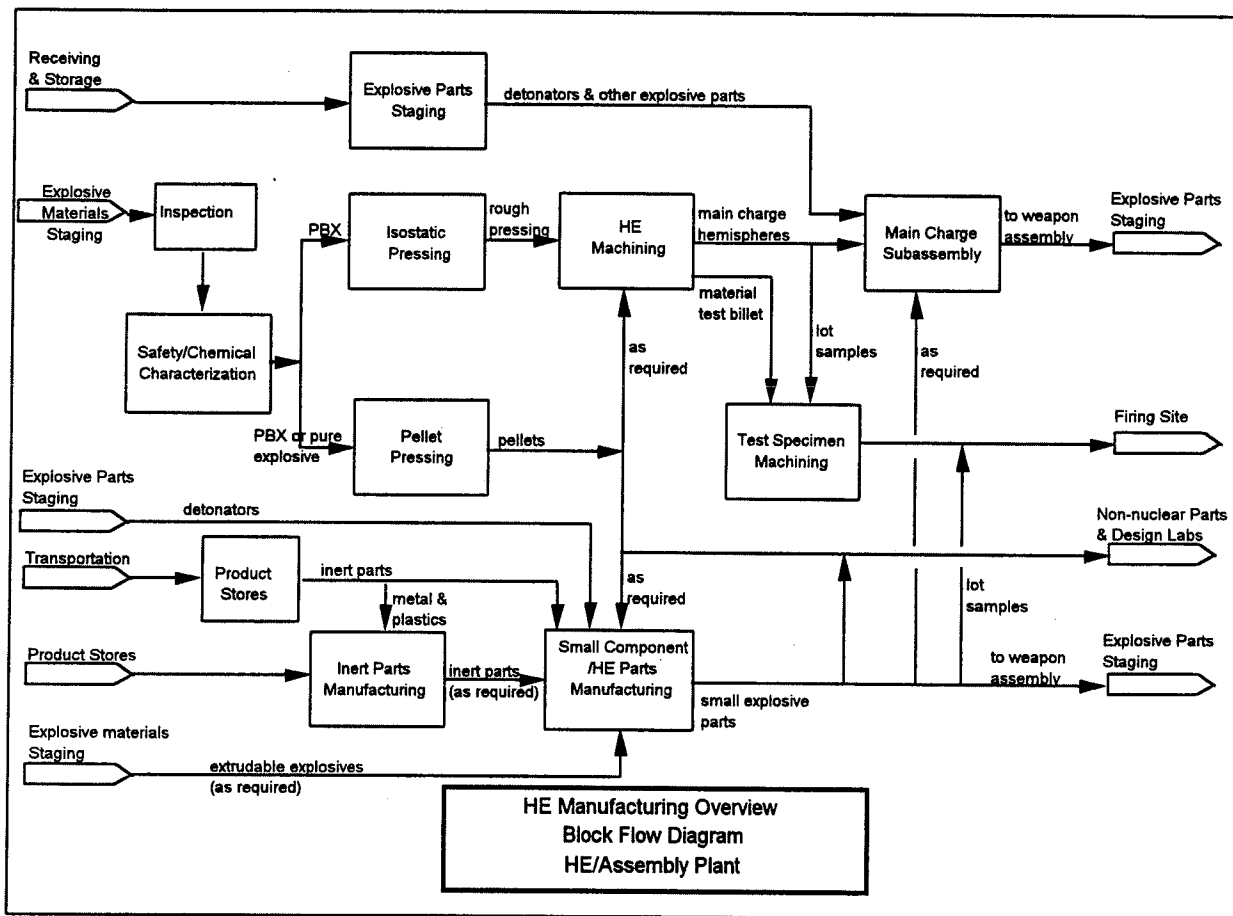 Receiving
& Storage
Explosive Parts
Staging
detonators & other explosive parts
Explosive
Materials
Staging
Inspection
PBX
Isostatic
Pressing
rough
pressing
HE
Machining
main charge
hemispheres
material
test billet
lot
samples
Main Charge
Subassembly
to weapon
assembly
Explosive Parts
Staging
Safety/Chemical
Characterization
as
required
as
required
PBX or pure
explosive
Pellet
Pressing
pellets
Test Specimen
Machining
Firing Site
Explosive Parts
Staging
detonators
Non-nuclear Parts
& Design Labs
Transportation
Product
Stores
inert parts
metal &
plastics
as
required
lot
samples
Product Stores
Inert Parts
Manufacturing
inert parts
(as required)
Small Component
/HE Parts
Manufacturing
small explosive
parts
to weapon
assembly
Explosive Parts
Staging
Explosive materials
Staging
extrudable explosives
(as required)
HE Manufacturing Overview
Block Flow Diagram
HE/Assembly Plant